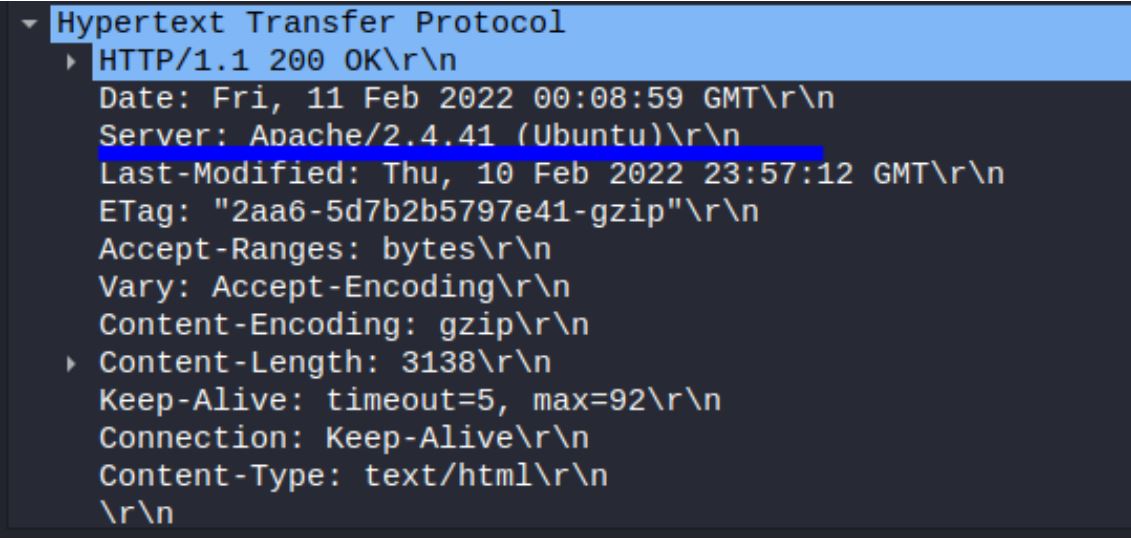 Hypertext Transfer Protocol
HTTP/1.1 200 OK\r\n
Date: Fri, 11 Feb 2022 00:08:59 GMT\r\n
Server: Apache/2.4.41 (Ubuntu)\r\n
Last-Modified: Thu, 10 Feb 2022 23:57:12 GMT\r\n
ETag: "2aa6-5d7b2b5797e41-gzip"\r\n
Accept-Ranges: bytes\r\n
Vary: Accept-Encoding\r\n
Content-Encoding: gzip\r\n
Content-Length: 3138\r\n
Keep-Alive: timeout=5, max=92\r\n
Connection: Keep-Alive\r\n
Content-Type: text/html\r\n
\r\n